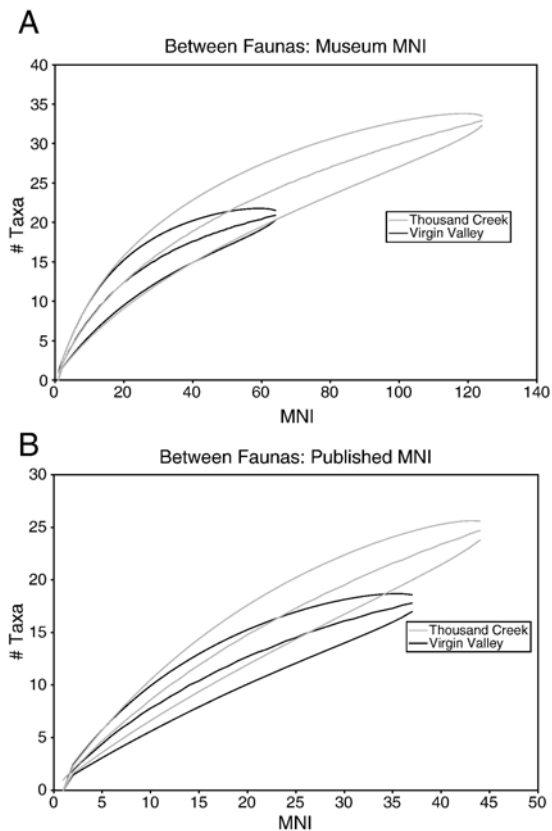 A
Between Faunas: Museum MNI
40
35
30
25
20
15
10
5
0
# Taxa
Thousand Creek
Virgin Valley
0 20 40 60 80 100 120 140
MNI
B
Between Faunas: Published MNI
30
25
20
15
10
5
0
# Taxa
Thousand Creek
Virgin Valley
0 5 10 15 20 25 30 35 40 45 50
MNI